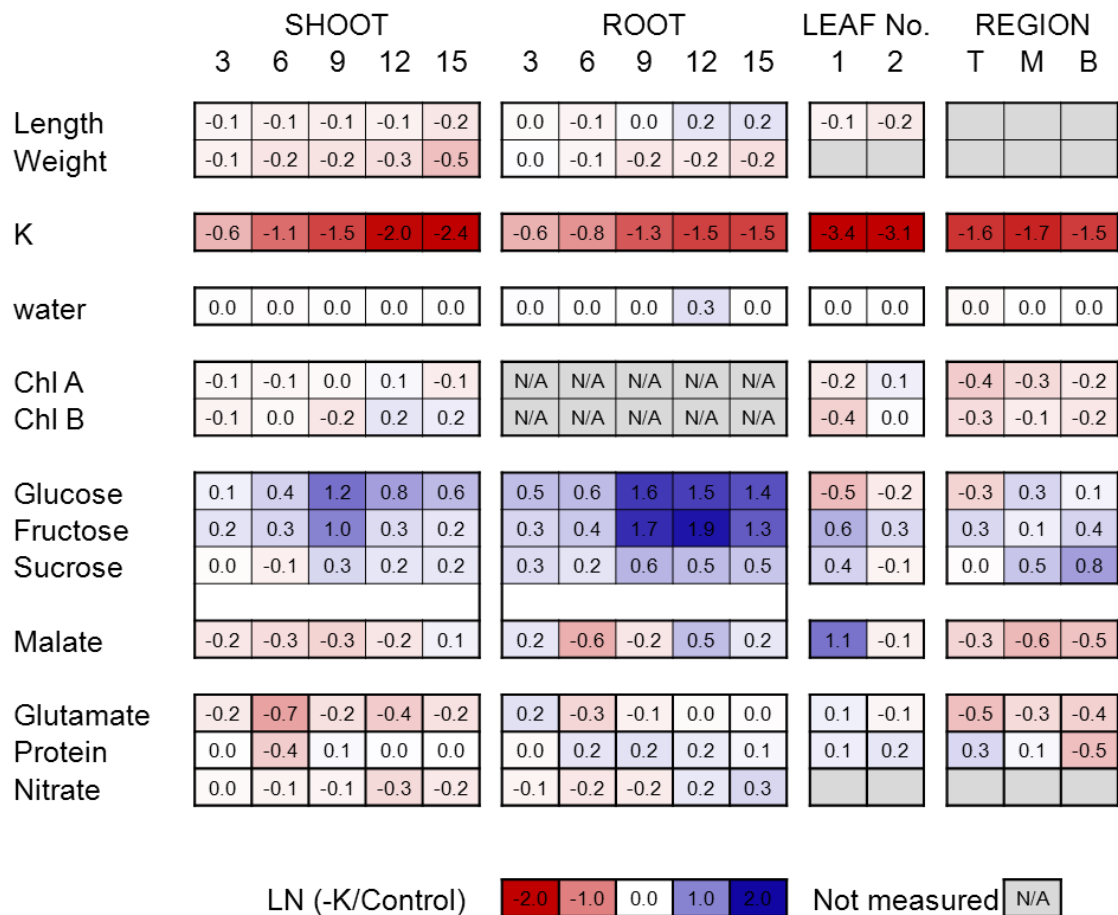 SHOOT ROOT LEAF No. REGION
3 6 9 12 15 3 6 9 12 15 1 2 T M B
Length -0.1 -0.1 -0.1 -0.1 -0.2 0.0 -0.1 0.0 0.2 0.2 -0.1 -0.2
Weight -0.1 -0.2 -0.2 -0.3 -0.5 0.0 -0.1 -0.2 -0.2 -0.2
K -0.6 -1.1 -1.5 -2.0 -2.4 -0.6 -0.8 -1.3 -1.5 -1.5 -3.4 -3.1 -1.6 -1.7 -1.5
water 0.0 0.0 0.0 0.0 0.0 0.0 0.0 0.0 0.3 0.0 0.0 0.0 0.0 0.0 0.0
Chl A -0.1 -0.1 0.0 0.1 -0.1 N/A N/A N/A N/A N/A -0.2 0.1 -0.4 -0.3 -0.2
Chl B -0.1 0.0 -0.2 0.2 0.2 N/A N/A N/A N/A N/A -0.4 0.0 -0.3 -0.1 -0.2
Glucose 0.1 0.4 1.2 0.8 0.6 0.5 0.6 1.6 1.5 1.4 -0.5 -0.2 -0.3 0.3 0.1
Fructose 0.2 0.3 1.0 0.3 0.2 0.3 0.4 1.7 1.9 1.3 0.6 0.3 0.3 0.1 0.4
Sucrose 0.0 -0.1 0.3 0.2 0.2 0.3 0.2 0.6 0.5 0.5 0.4 -0.1 0.0 0.5 0.8
Malate -0.2 -0.3 -0.3 -0.2 0.1 0.2 -0.6 -0.2 0.5 0.2 1.1 -0.1 -0.3 -0.6 -0.5
Glutamate -0.2 -0.7 -0.2 -0.4 -0.2 0.2 -0.3 -0.1 0.0 0.0 0.1 -0.1 -0.5 -0.3 -0.4
Protein 0.0 -0.4 0.1 0.0 0.0 0.0 0.2 0.2 0.2 0.1 0.1 0.2 0.3 0.1 -0.5
Nitrate 0.0 -0.1 -0.1 -0.3 -0.2 -0.1 -0.2 -0.2 0.2 0.3
LN (-K/Control) -2.0 -1.0 0.0 1.0 2.0 Not measured N/A